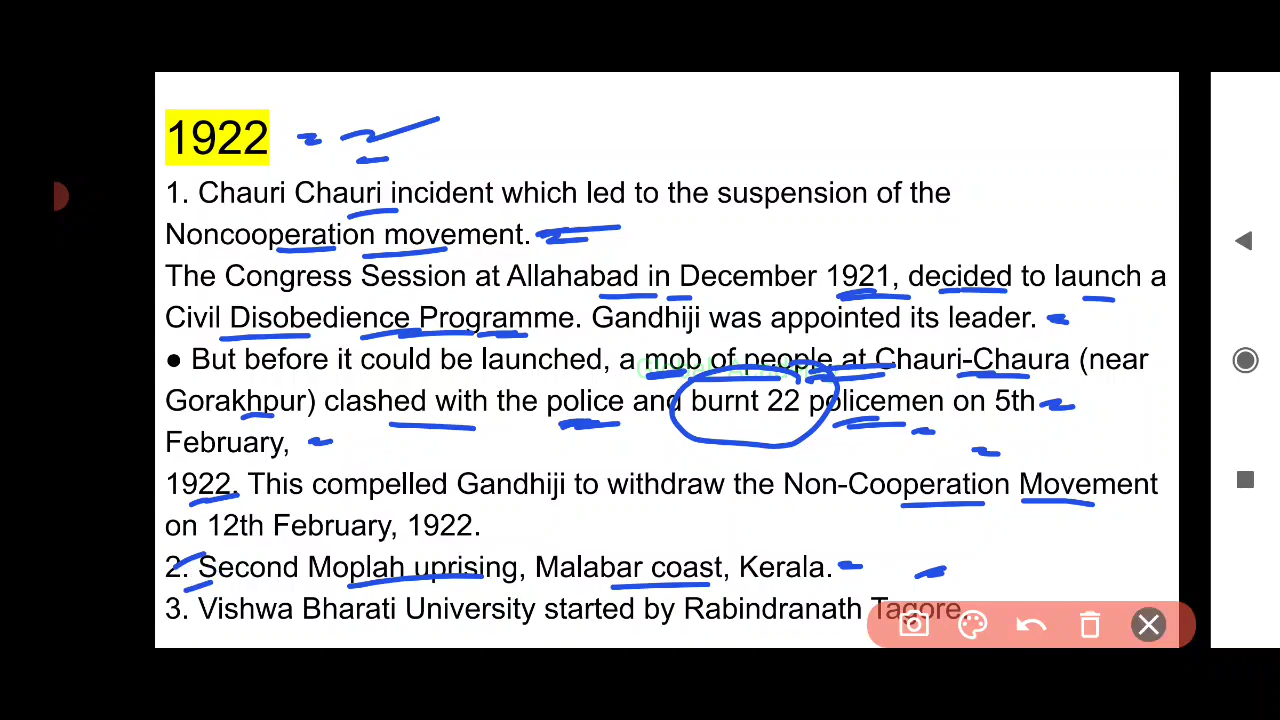 1922
1. Chauri Chauri incident which led to the suspension of the
Noncooperation movement.
The Congress Session at Allahabad in December 1921, decided to launch a
Civil Disobedience Programme. Gandhiji was appointed its leader.
● But before it could be launched, a mob of people at Chauri-Chaura (near
Gorakhpur) clashed with the police and burnt 22 policemen on 5th
February,
1922. This compelled Gandhiji to withdraw the Non-Cooperation Movement
on 12th February, 1922.
2. Second Moplah uprising, Malabar coast, Kerala.
3. Vishwa Bharati University started by Rabindranath Tagore.